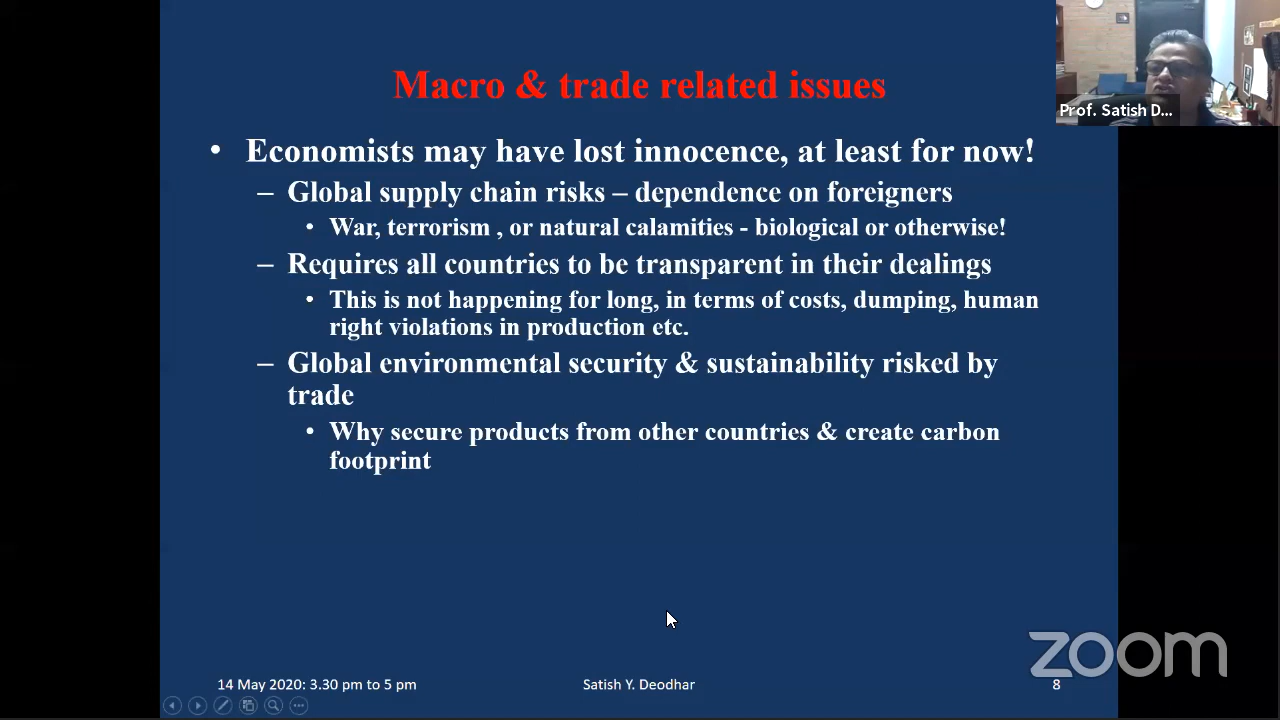 Macro & trade related issues
Prof. Satish D...
• Economists may have lost innocence, at least for now!
– Global supply chain risks – dependence on foreigners
• War, terrorism , or natural calamities - biological or otherwise!
– Requires all countries to be transparent in their dealings
• This is not happening for long, in terms of costs, dumping, human
right violations in production etc.
– Global environmental security & sustainability risked by
trade
• Why secure products from other countries & create carbon
footprint
zoom
14 May 2020: 3.30 pm to 5 pm
Satish Y. Deodhar
8